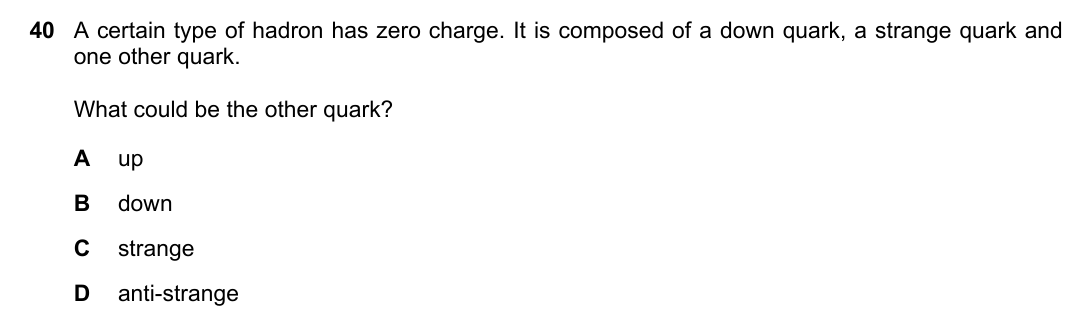 40 A certain type of hadron has zero charge. It is composed of a down quark, a strange quark and
one other quark.
What could be the other quark?
A up
B down
C strange
D anti-strange